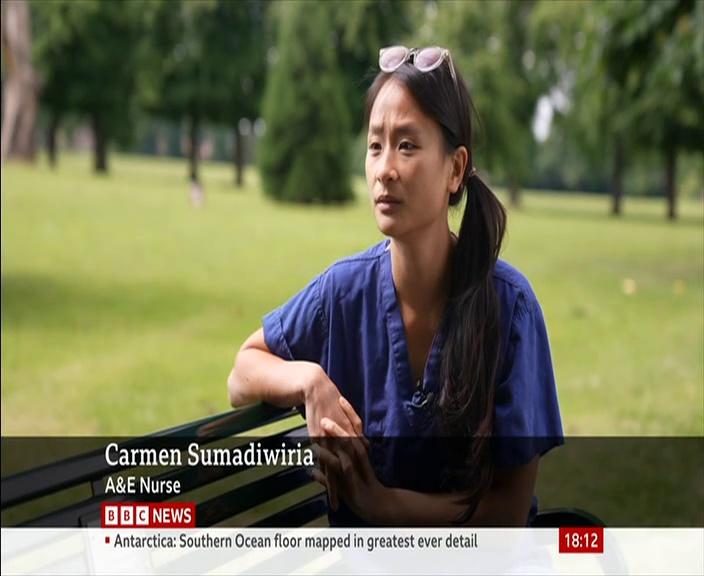 Carmen Sumadiwiria
A&E Nurse
BBC NEWS
Antarctica: Southern Ocean floor mapped in greatest ever detail
18:12